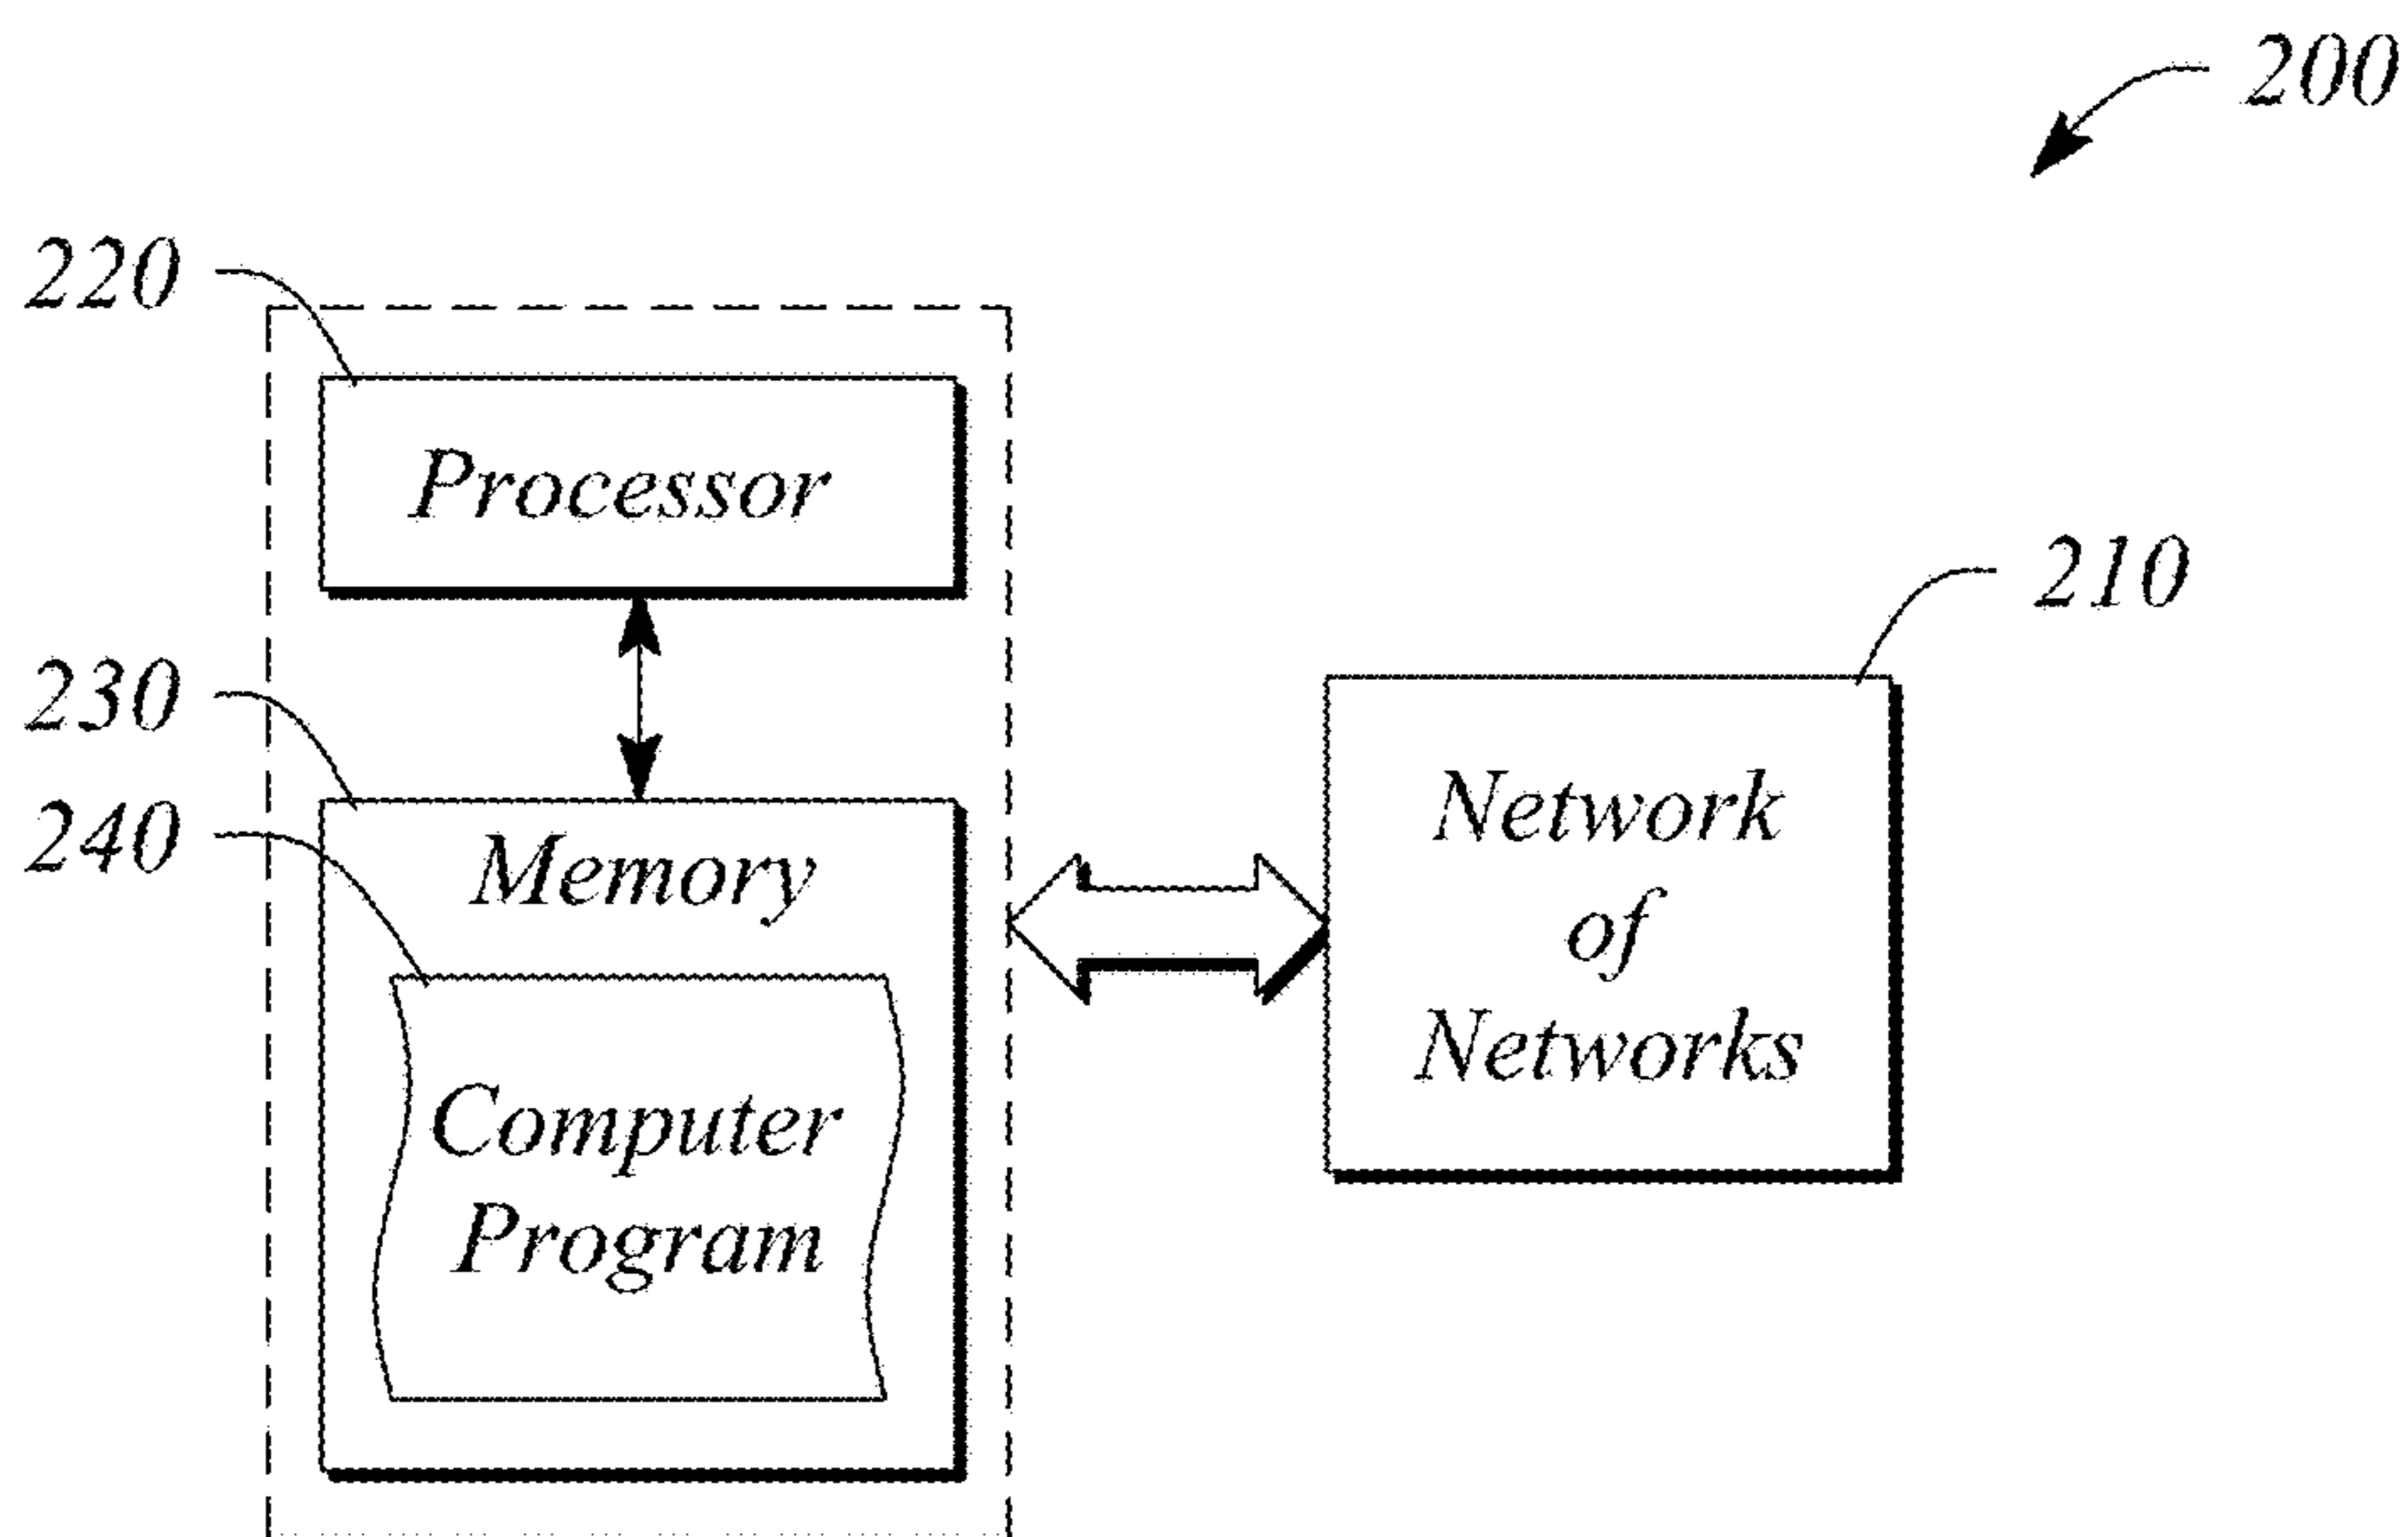 200
220
Processor
210
230
240
Memory
Network
of
Networks
Computer
Program